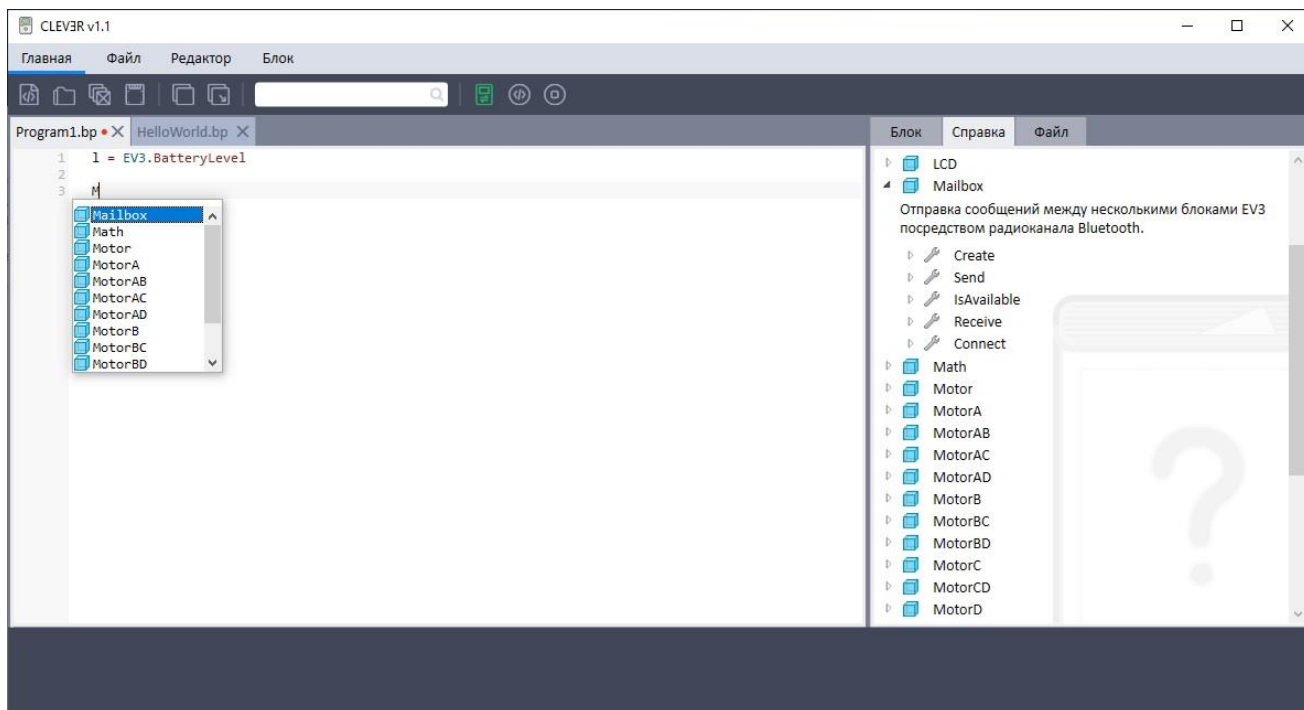 CLEVƎR v1.1
Главная Файл Редактор Блок
Program1.bp HelloWorld.bp
Блок Справка Файл
1 l = EV3.BatteryLevel
2
3 M
Mailbox
Math
Motor
MotorA
MotorAB
MotorAC
MotorAD
MotorB
MotorBC
MotorBD
LCD
Mailbox
Отправка сообщений между несколькими блоками EV3
посредством радиоканала Bluetooth.
Create
Send
IsAvailable
Receive
Connect
Math
Motor
MotorA
MotorAB
MotorAC
MotorAD
MotorB
MotorBC
MotorBD
MotorC
MotorCD
MotorD